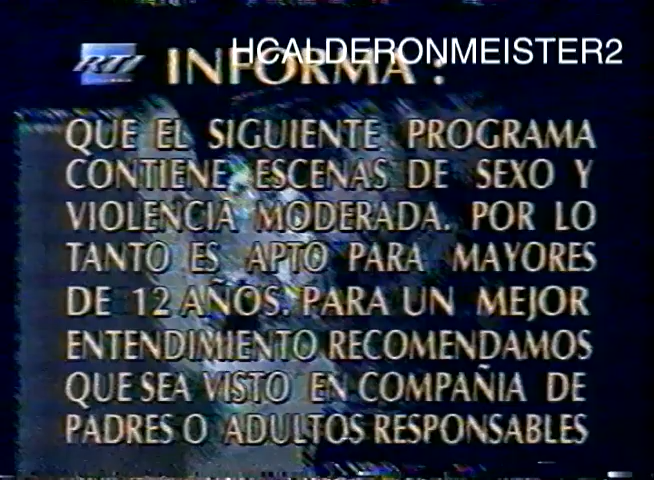 HCALDERONMEISTER2
RTI INFORMA :
QUE EL SIGUIENTE PROGRAMA
CONTIENE ESCENAS DE SEXO Y
VIOLENCIA MODERADA. POR LO
TANTO ES APTO PARA MAYORES
DE 12 AÑOS. PARA UN MEJOR
ENTENDIMIENTO RECOMENDAMOS
QUE SEA VISTO EN COMPAÑIA DE
PADRES O ADULTOS RESPONSABLES